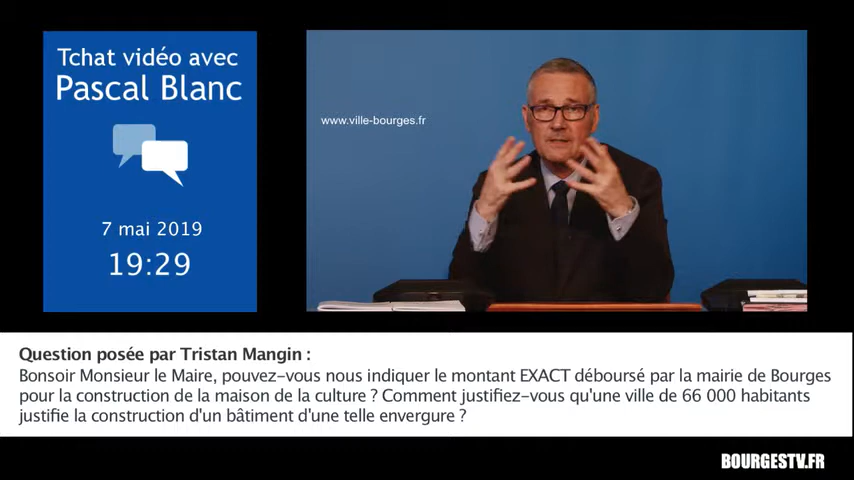 Tchat vidéo avec
Pascal Blanc
7 mai 2019
19:29
www.ville-bourges.fr
Question posée par Tristan Mangin :
Bonsoir Monsieur le Maire, pouvez-vous nous indiquer le montant EXACT déboursé par la mairie de Bourges
pour la construction de la maison de la culture ? Comment justifiez-vous qu'une ville de 66 000 habitants
justifie la construction d'un bâtiment d'une telle envergure ?
BOURGESTV.FR